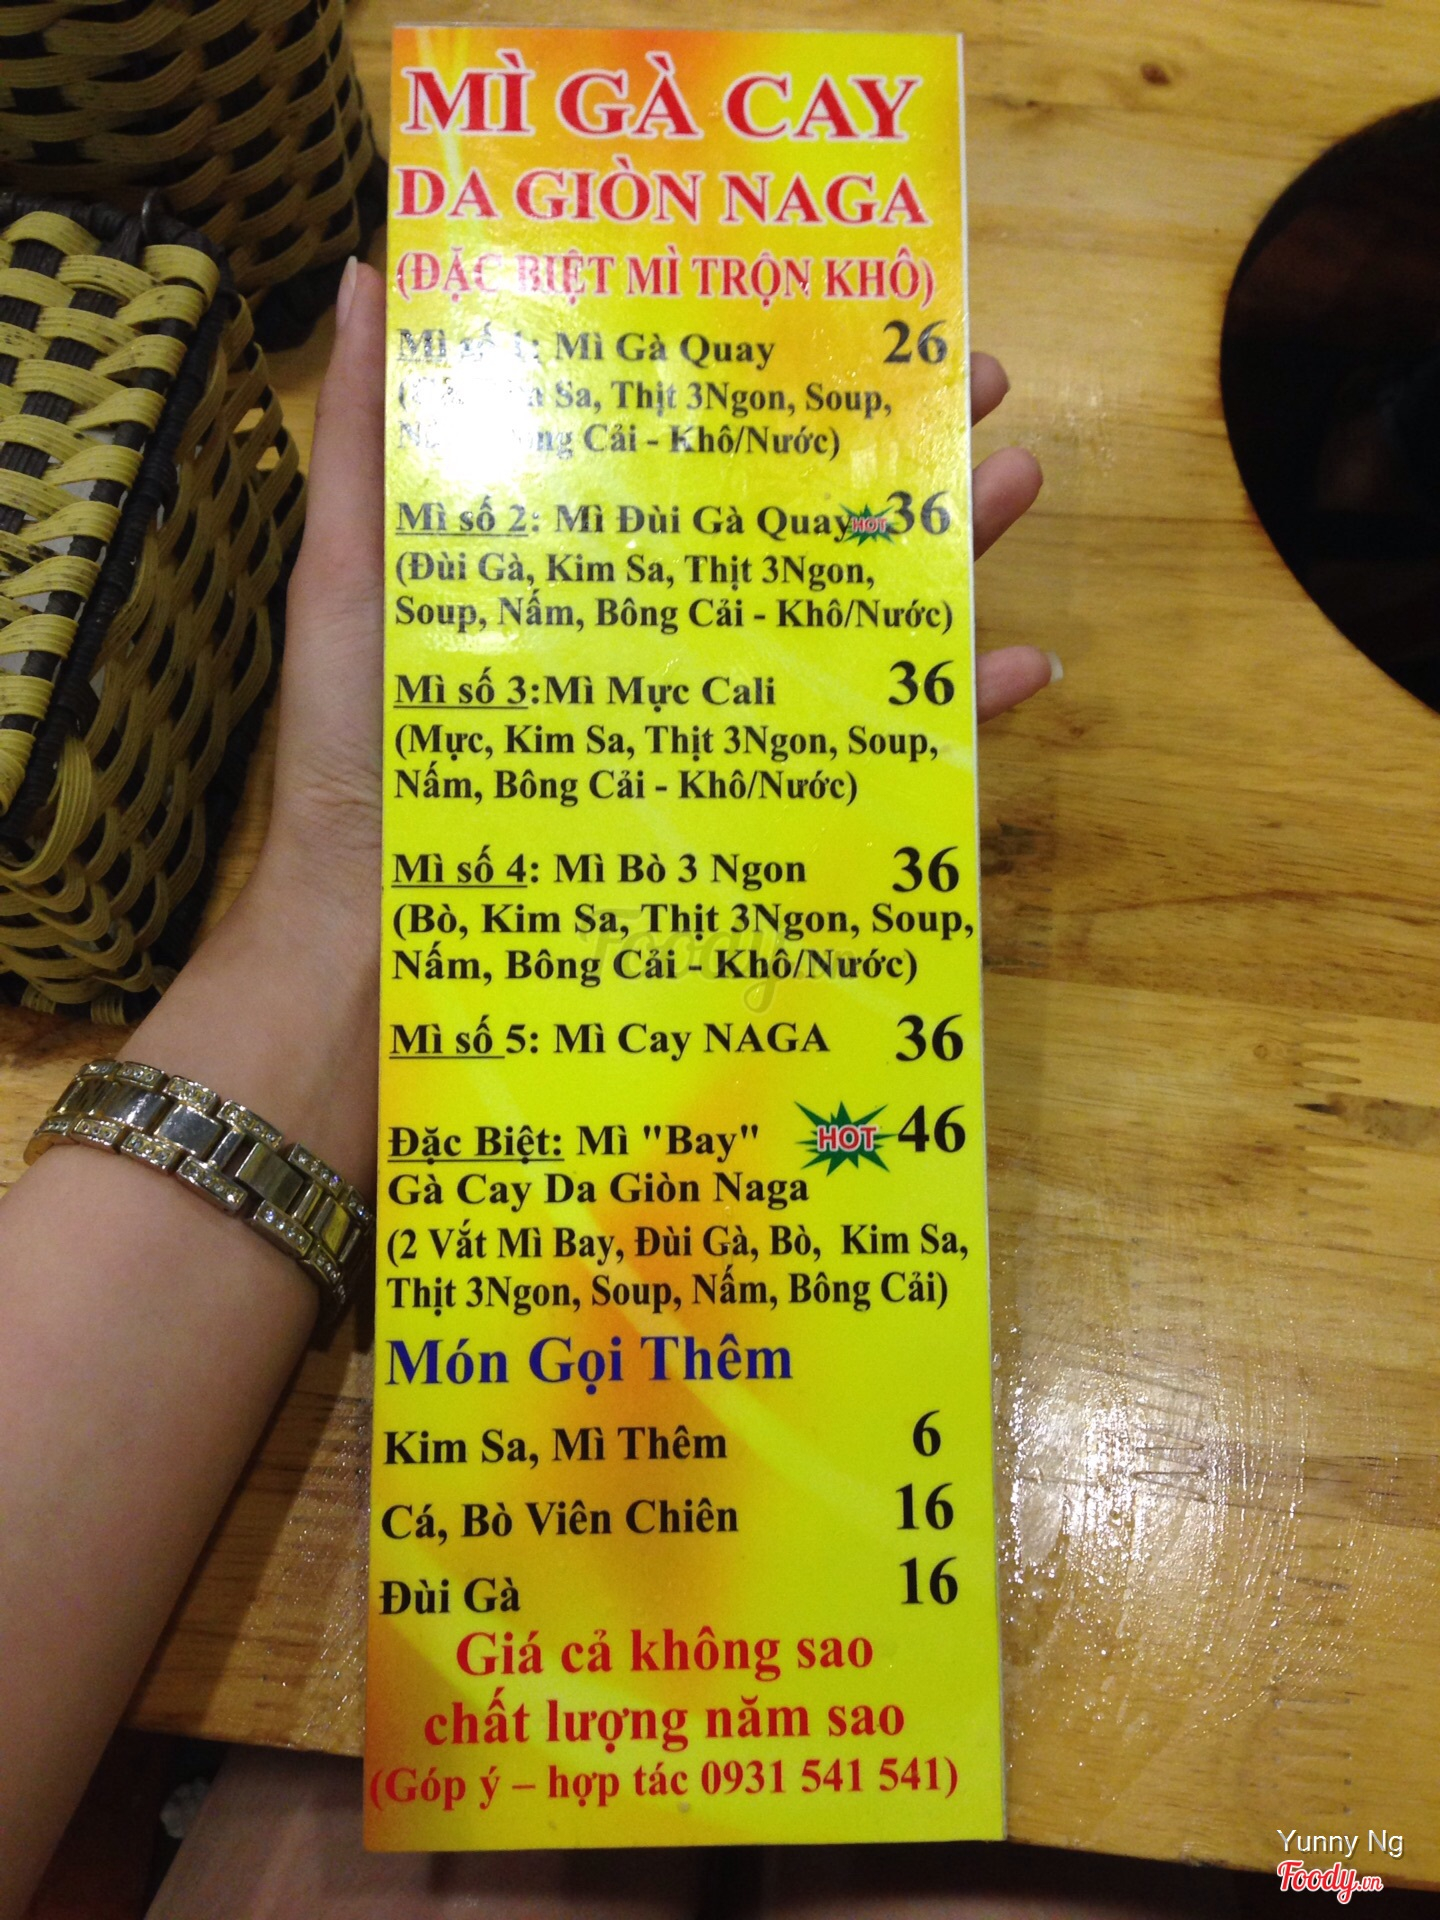 MÌ GÀ CAY
DA GIÒN NAGA
(ĐẶC BIỆT MÌ TRỘN KHÔ)
Mì số 1: Mì Gà Quay 26
Sa, Thịt 3Ngon, Soup,
Cải - Khô/Nước)
Mì số 2: Mì Đùi Gà Quay HOT 36
(Đùi Gà, Kim Sa, Thịt 3Ngon,
Soup, Nấm, Bông Cải - Khô/Nước)
Mì số 3:Mì Mực Cali 36
(Mực, Kim Sa, Thịt 3Ngon, Soup,
Nấm, Bông Cải - Khô/Nước)
Mì số 4: Mì Bò 3 Ngon 36
(Bò, Kim Sa, Thịt 3Ngon, Soup,
Nấm, Bông Cải - Khô/Nước)
Foody.vn
Mì số 5: Mì Cay NAGA 36
Đặc Biệt: Mì "Bay" HOT 46
Gà Cay Da Giòn Naga
(2 Vắt Mì Bay, Đùi Gà, Bò, Kim Sa,
Thịt 3Ngon, Soup, Nấm, Bông Cải)
Món Gọi Thêm
Kim Sa, Mì Thêm 6
Cá, Bò Viên Chiên 16
Đùi Gà 16
Giá cả không sao
chất lượng năm sao
(Góp ý – hợp tác 0931 541 541)
Yunny Ng
Foody.vn